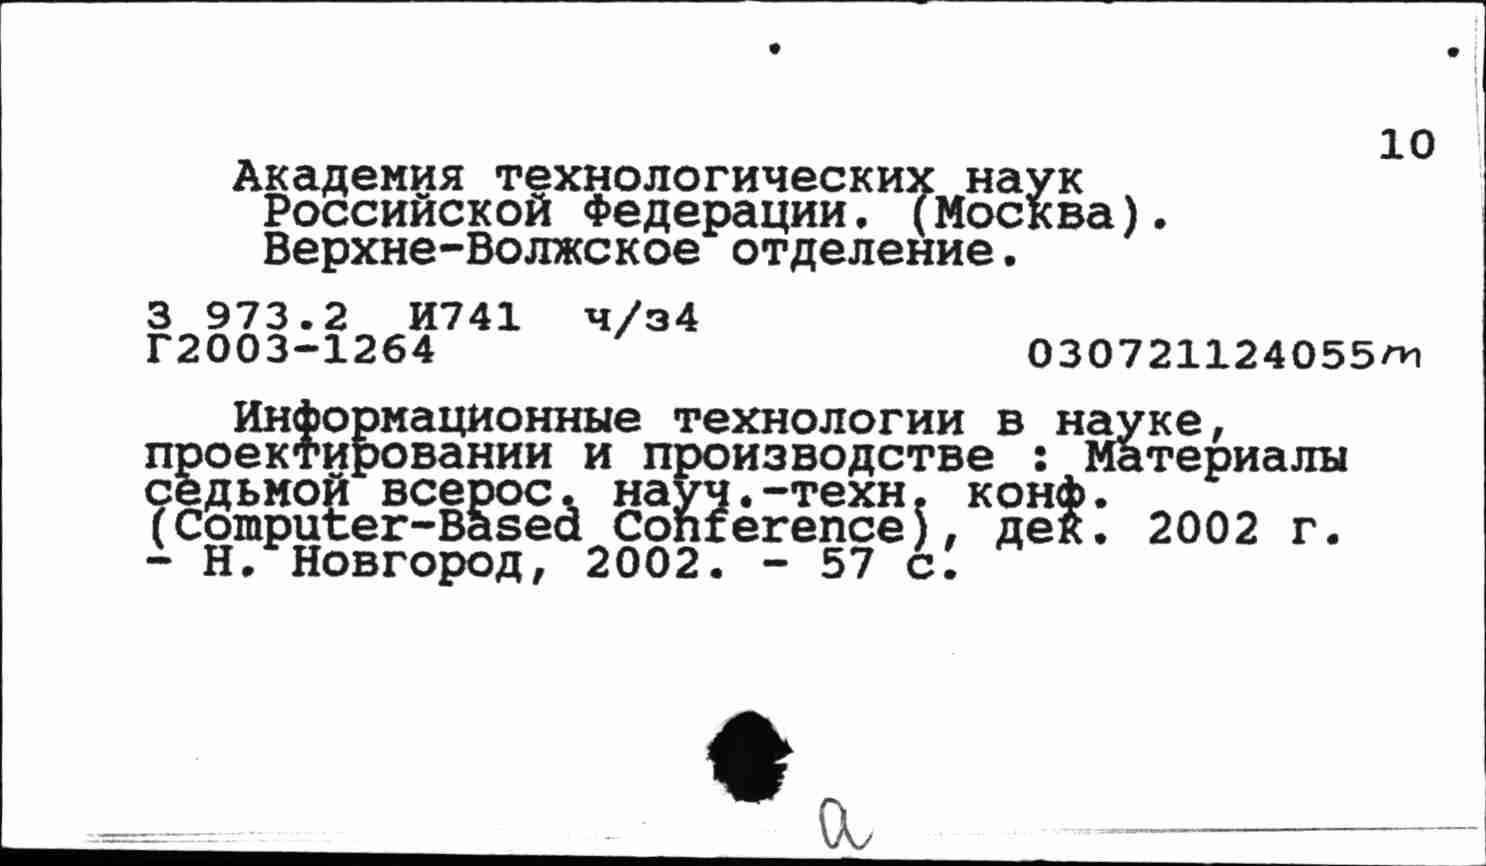 10
Академия технологических наук
Российской Федерации. (Москва).
Верхне-Волжское отделение.
З 973.2 И741 ч/з4
Г2003-1264
030721124055т
Информационные технологии в науке,
проектировании и производстве : Материалы
седьмой всерос. науч.-техн. конф.
(Computer-Based Conference), дек. 2002 г.
- Н. Новгород, 2002. - 57 с.
а